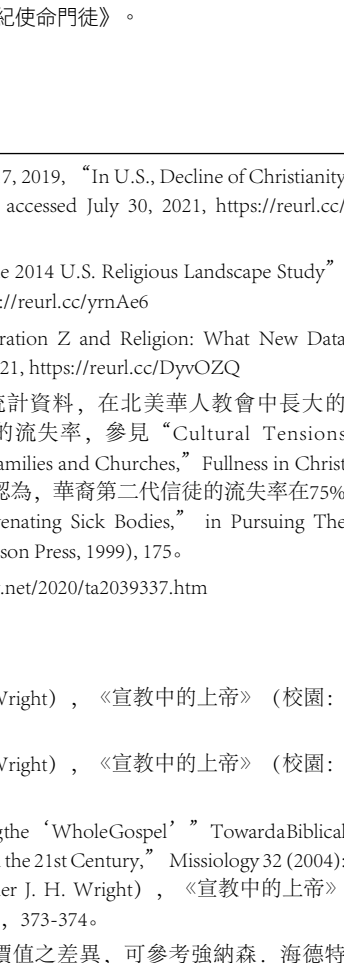 紀使命門徒》。
7, 2019, “In U.S., Decline of Christianity
accessed July 30, 2021, https://reurl.cc/
e 2014 U.S. Religious Landscape Study”
://reurl.cc/yrnAe6
ration Z and Religion: What New Data
21, https://reurl.cc/DyvOZQ
統計資料，在北美華人教會中長大的
的流失率，參見“Cultural Tensions
amilies and Churches,” Fullness in Christ
認為，華裔第二代信徒的流失率在75%
venating Sick Bodies,” in Pursuing The
son Press, 1999), 175。
.net/2020/ta2039337.htm
Wright），《宣教中的上帝》（校園：
Wright），《宣教中的上帝》（校園：
gthe‘WholeGospel’”TowardaBiblical
the 21st Century,” Missiology 32 (2004):
er J. H. Wright），《宣教中的上帝》
，373-374。
價值之差異，可參考強納森．海德特